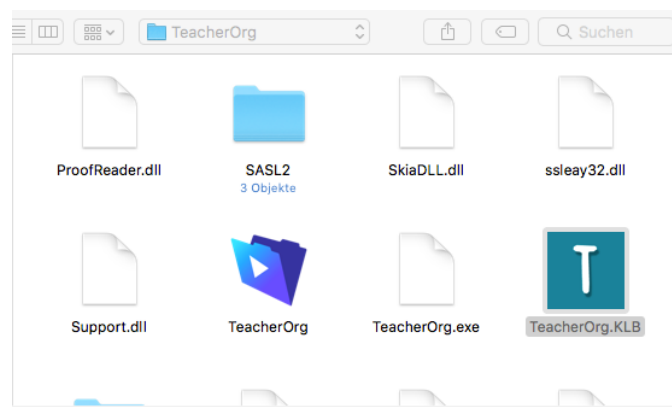 TeacherOrg
Suchen
ProofReader.dll
SASL2
3 Objekte
SkiaDLL.dll
ssleay32.dll
Support.dll
TeacherOrg
TeacherOrg.exe
T
TeacherOrg.KLB